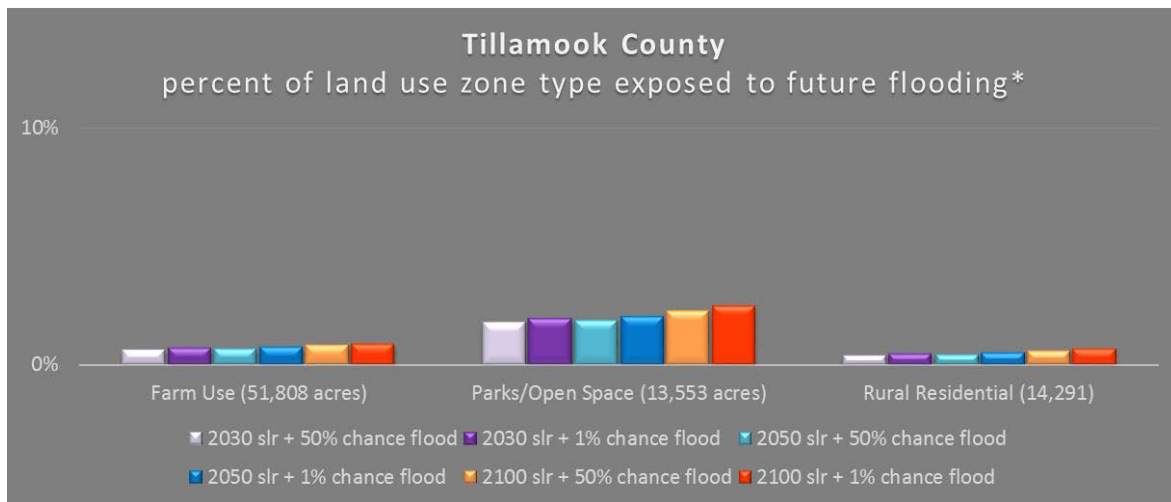 Tillamook County
percent of land use zone type exposed to future flooding*
10%
0%
Farm Use (51,808 acres) Parks/Open Space (13,553 acres) Rural Residential (14,291)
2030 slr + 50% chance flood 2030 slr + 1% chance flood 2050 slr + 50% chance flood
2050 slr + 1% chance flood 2100 slr + 50% chance flood 2100 slr + 1% chance flood